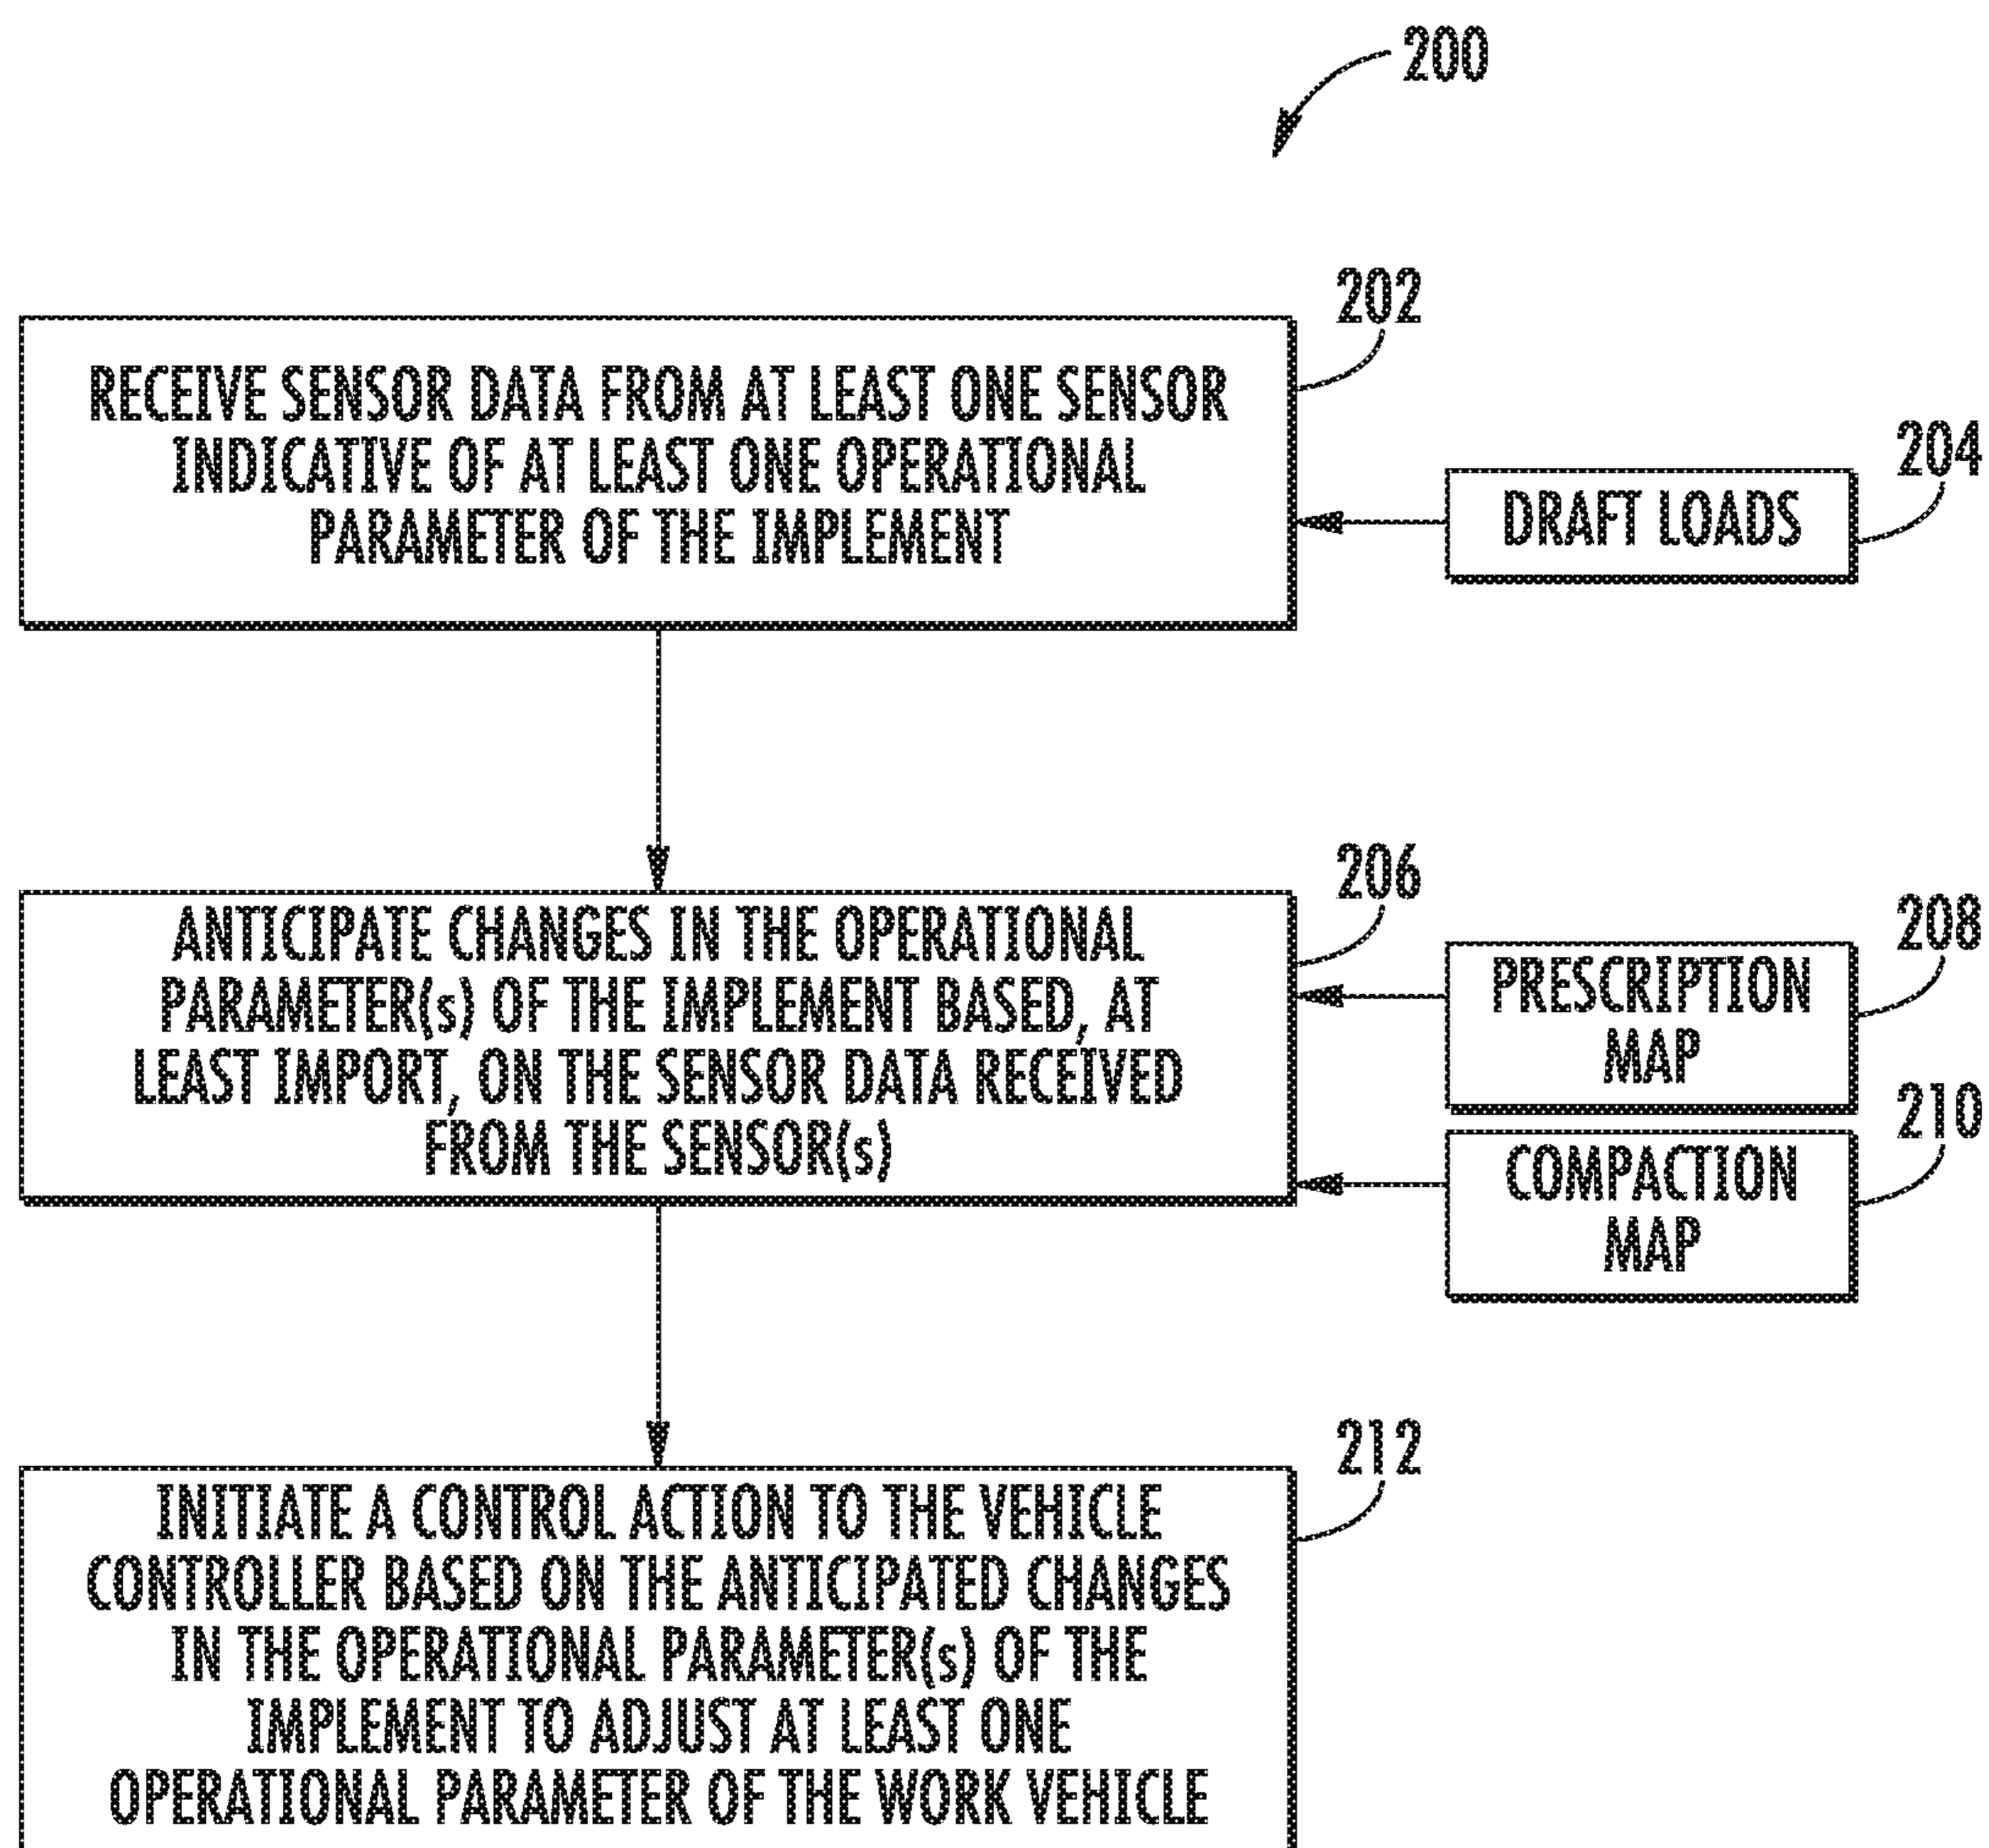 200
202
RECEIVE SENSOR DATA FROM AT LEAST ONE SENSOR
INDICATIVE OF AT LEAST ONE OPERATIONAL
PARAMETER OF THE IMPLEMENT
204
DRAFT LOADS
206
ANTICIPATE CHANGES IN THE OPERATIONAL
PARAMETER(s) OF THE IMPLEMENT BASED, AT
LEAST IMPORT, ON THE SENSOR DATA RECEIVED
FROM THE SENSOR(s)
208
PRESCRIPTION
MAP
210
COMPACTION
MAP
212
INITIATE A CONTROL ACTION TO THE VEHICLE
CONTROLLER BASED ON THE ANTICIPATED CHANGES
IN THE OPERATIONAL PARAMETER(s) OF THE
IMPLEMENT TO ADJUST AT LEAST ONE
OPERATIONAL PARAMETER OF THE WORK VEHICLE